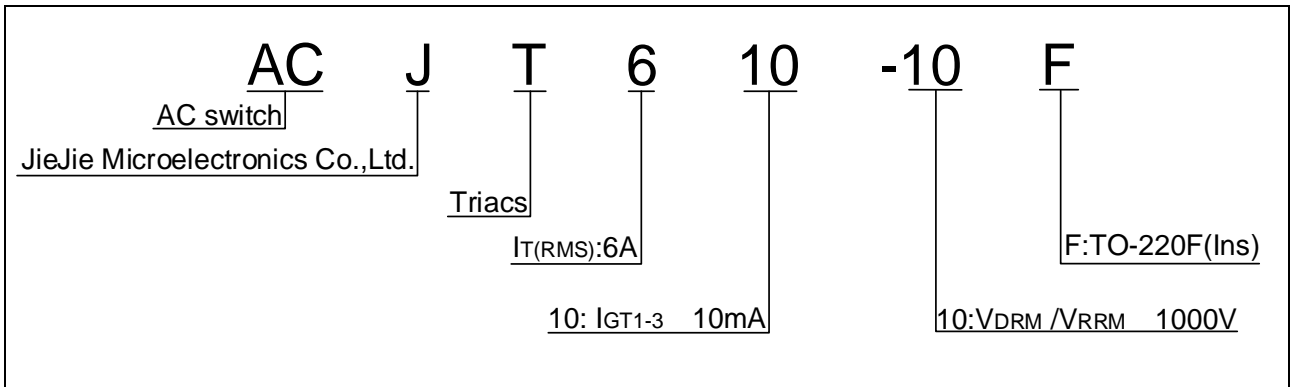 AC J T 6 10 -10 F
AC switch
JieJie Microelectronics Co.,Ltd.
Triacs
IT(RMS):6A
F:TO-220F(Ins)
10: IGT1-3 10mA
10:VDRM /VRRM 1000V